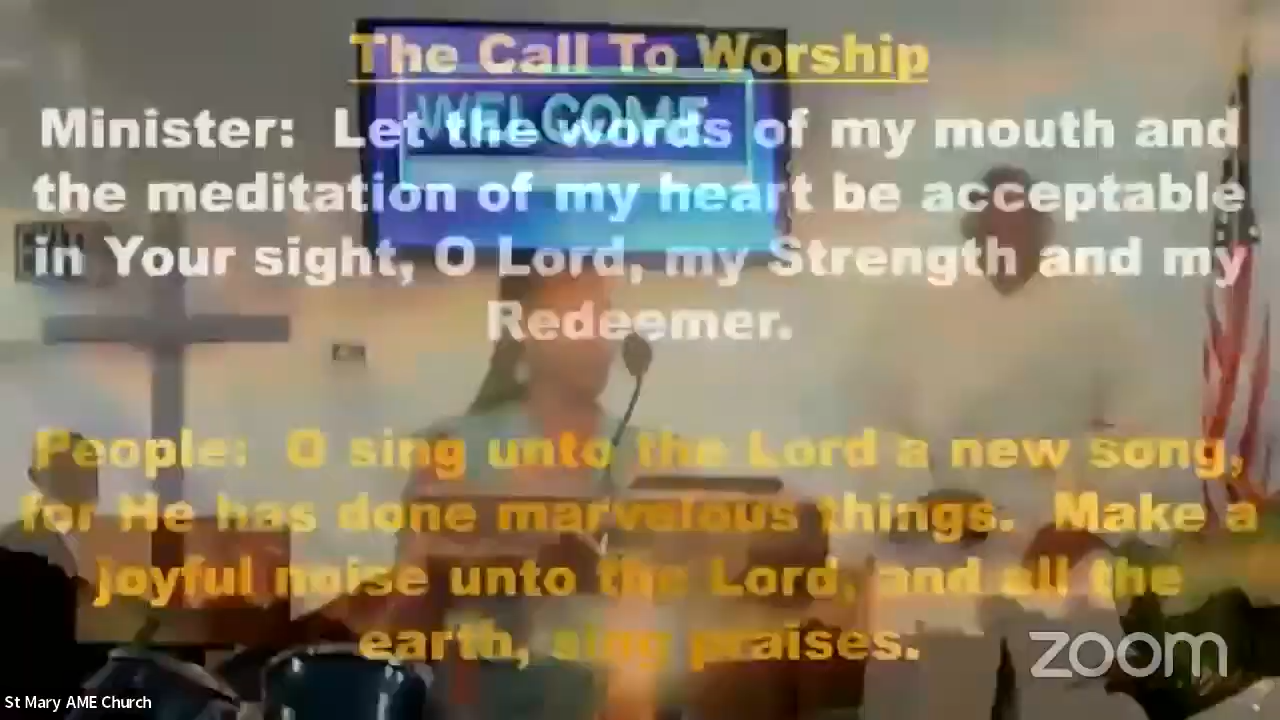 The Call To Worship
WELCOME
Minister: Let the words of my mouth and
the meditation of my heart be acceptable
in Your sight, O Lord, my Strength and my
Redeemer.
People: O sing unto the Lord a new song,
for He has done marvelous things. Make a
joyful noise unto the Lord, and all the
earth, sing praises.
zoom
St Mary AME Church